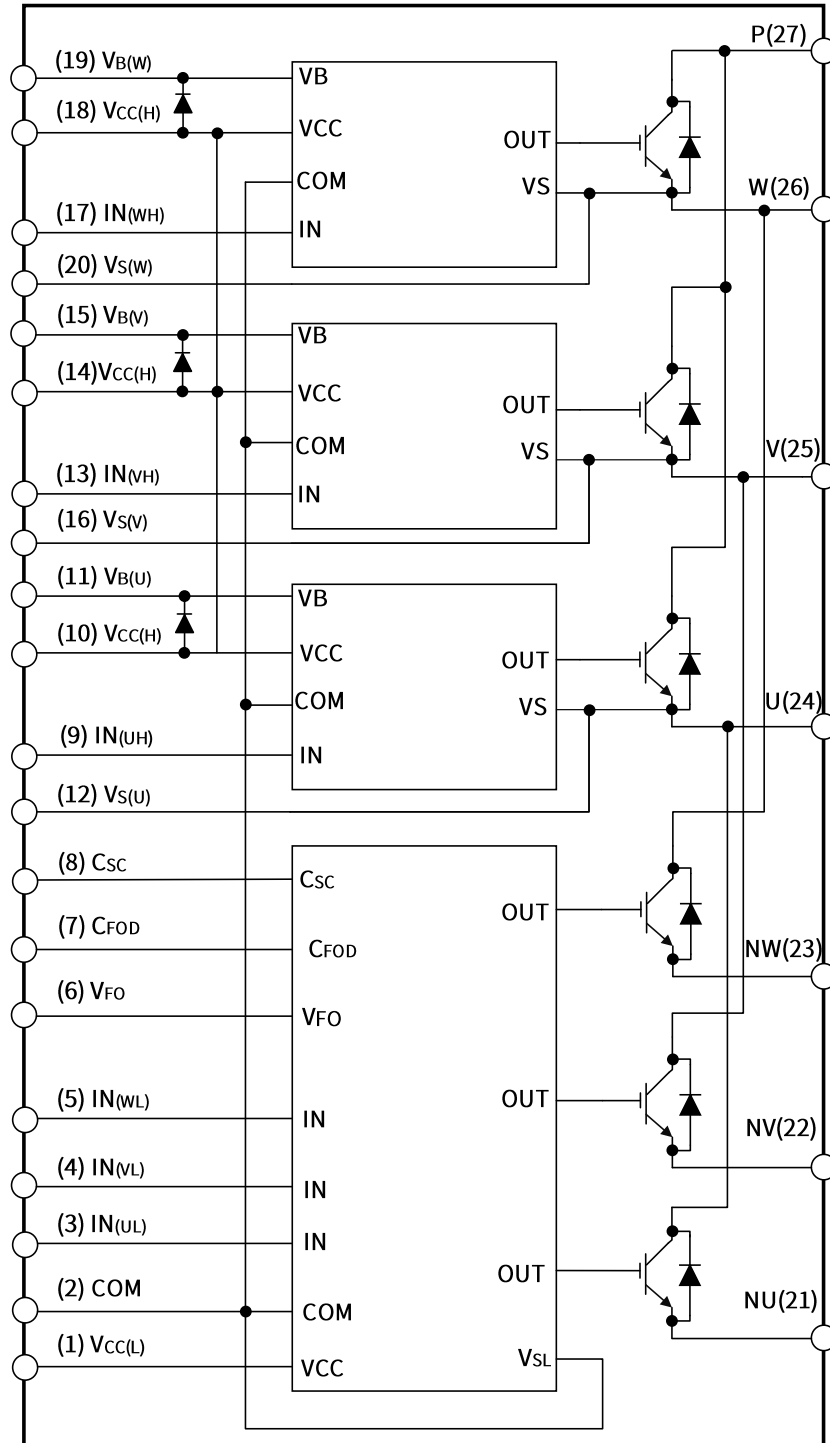 (19) VB(W)
(18) VCC(H)
(17) IN(WH)
(20) VS(W)
(15) VB(V)
(14)VCC(H)
(13) IN(VH)
(16) VS(V)
(11) VB(U)
(10) VCC(H)
(9) IN(UH)
(12) VS(U)
(8) CSC
(7) CFOD
(6) VFO
(5) IN(WL)
(4) IN(VL)
(3) IN(UL)
(2) COM
(1) VCC(L)
VB
VCC
COM
IN
OUT
VS
VB
VCC
COM
IN
OUT
VS
VB
VCC
COM
IN
OUT
VS
CSC
CFOD
VFO
IN
IN
IN
COM
VCC
OUT
OUT
OUT
VSL
P(27)
W(26)
V(25)
U(24)
NW(23)
NV(22)
NU(21)